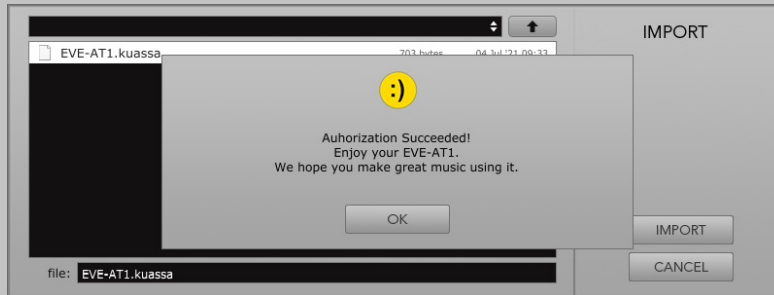 IMPORT
EVE-AT1.kuassa 703 bytes 04 Jul '21 09:33
:)
Auhorization Succeeded!
Enjoy your EVE-AT1.
We hope you make great music using it.
OK
IMPORT
CANCEL
file: EVE-AT1.kuassa